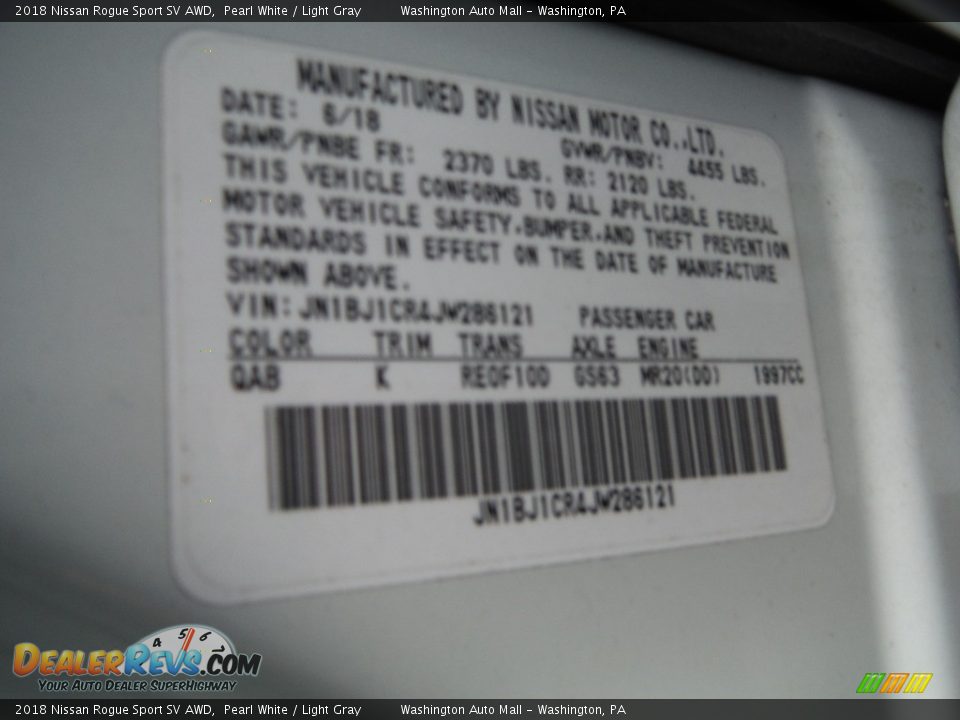 2018 Nissan Rogue Sport SV AWD, Pearl White / Light Gray Washington Auto Mall - Washington, PA
MANUFACTURED BY NISSAN MOTOR CO.,LTD.
DATE: 6/18 GVWR/PNBV: 4455 LBS.
GAWR/PNBE FR: 2370 LBS. RR: 2120 LBS.
THIS VEHICLE CONFORMS TO ALL APPLICABLE FEDERAL
MOTOR VEHICLE SAFETY,BUMPER,AND THEFT PREVENTION
STANDARDS IN EFFECT ON THE DATE OF MANUFACTURE
SHOWN ABOVE.
VIN: JN1BJ1CR4JW286121 PASSENGER CAR
COLOR TRIM TRANS AXLE ENGINE
QAB K RE0F10D GS63 MR20(DD) 1997CC
JN1BJ1CR4JW286121
4 5 6 7
DEALERREVS.COM
YOUR AUTO DEALER SUPERHIGHWAY
2018 Nissan Rogue Sport SV AWD, Pearl White / Light Gray Washington Auto Mall - Washington, PA